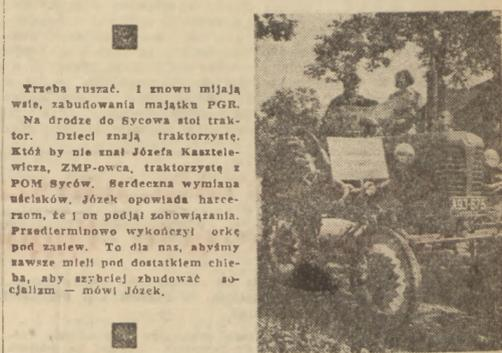 Trzeba ruszać. I znowu mijają
wsie, zabudowania majątku PGR.
Na drodze do Sycowa stoi trak-
tor. Dzieci znają traktorzystę.
Któż by nie znał Józefa Kasztele-
wicza, ZMP-owca, traktorzystę z
POM Syców. Serdeczna wymiana
uścisków. Józek opowiada harce-
rzom, że i on podjął zobowiązania.
Przedterminowo wykończył orkę
pod zasiew. To dla nas, abyśmy
zawsze mieli pod dostatkiem chle-
ba, aby szybciej zbudować so-
cjalizm — mówi Józek.